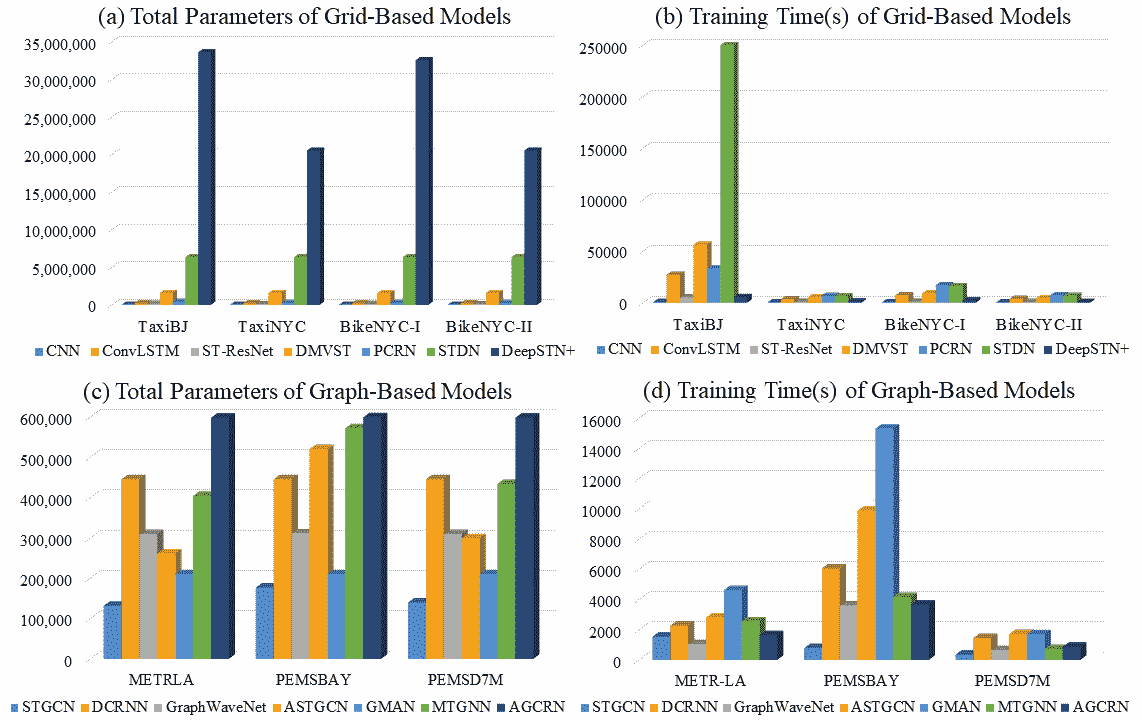 (a) Total Parameters of Grid-Based Models
35,000,000
30,000,000
25,000,000
20,000,000
15,000,000
10,000,000
5,000,000
0
TaxiBJ TaxiNYC BikeNYC-I BikeNYC-II
CNN ConvLSTM ST-ResNet DMVST PCRN STDN DeepSTN+
(b) Training Time(s) of Grid-Based Models
250000
200000
150000
100000
50000
0
TaxiBJ TaxiNYC BikeNYC-I BikeNYC-II
CNN ConvLSTM ST-ResNet DMVST PCRN STDN DeepSTN+
(c) Total Parameters of Graph-Based Models
600,000
500,000
400,000
300,000
200,000
100,000
0
METRLA PEMSBAY PEMSD7M
STGCN DCRNN GraphWaveNet ASTGCN GMAN MTGNN AGCRN
(d) Training Time(s) of Graph-Based Models
16000
14000
12000
10000
8000
6000
4000
2000
0
METR-LA PEMSBAY PEMSD7M
STGCN DCRNN GraphWaveNet ASTGCN GMAN MTGNN AGCRN